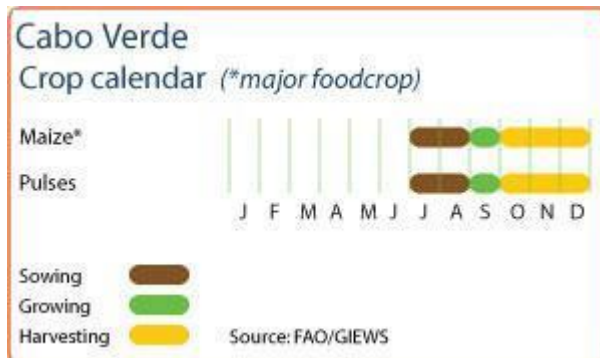 Cabo Verde
Crop calendar (*major foodcrop)
Maize*
Pulses
J F M A M J J A S O N D
Sowing
Growing
Harvesting
Source: FAO/GIEWS